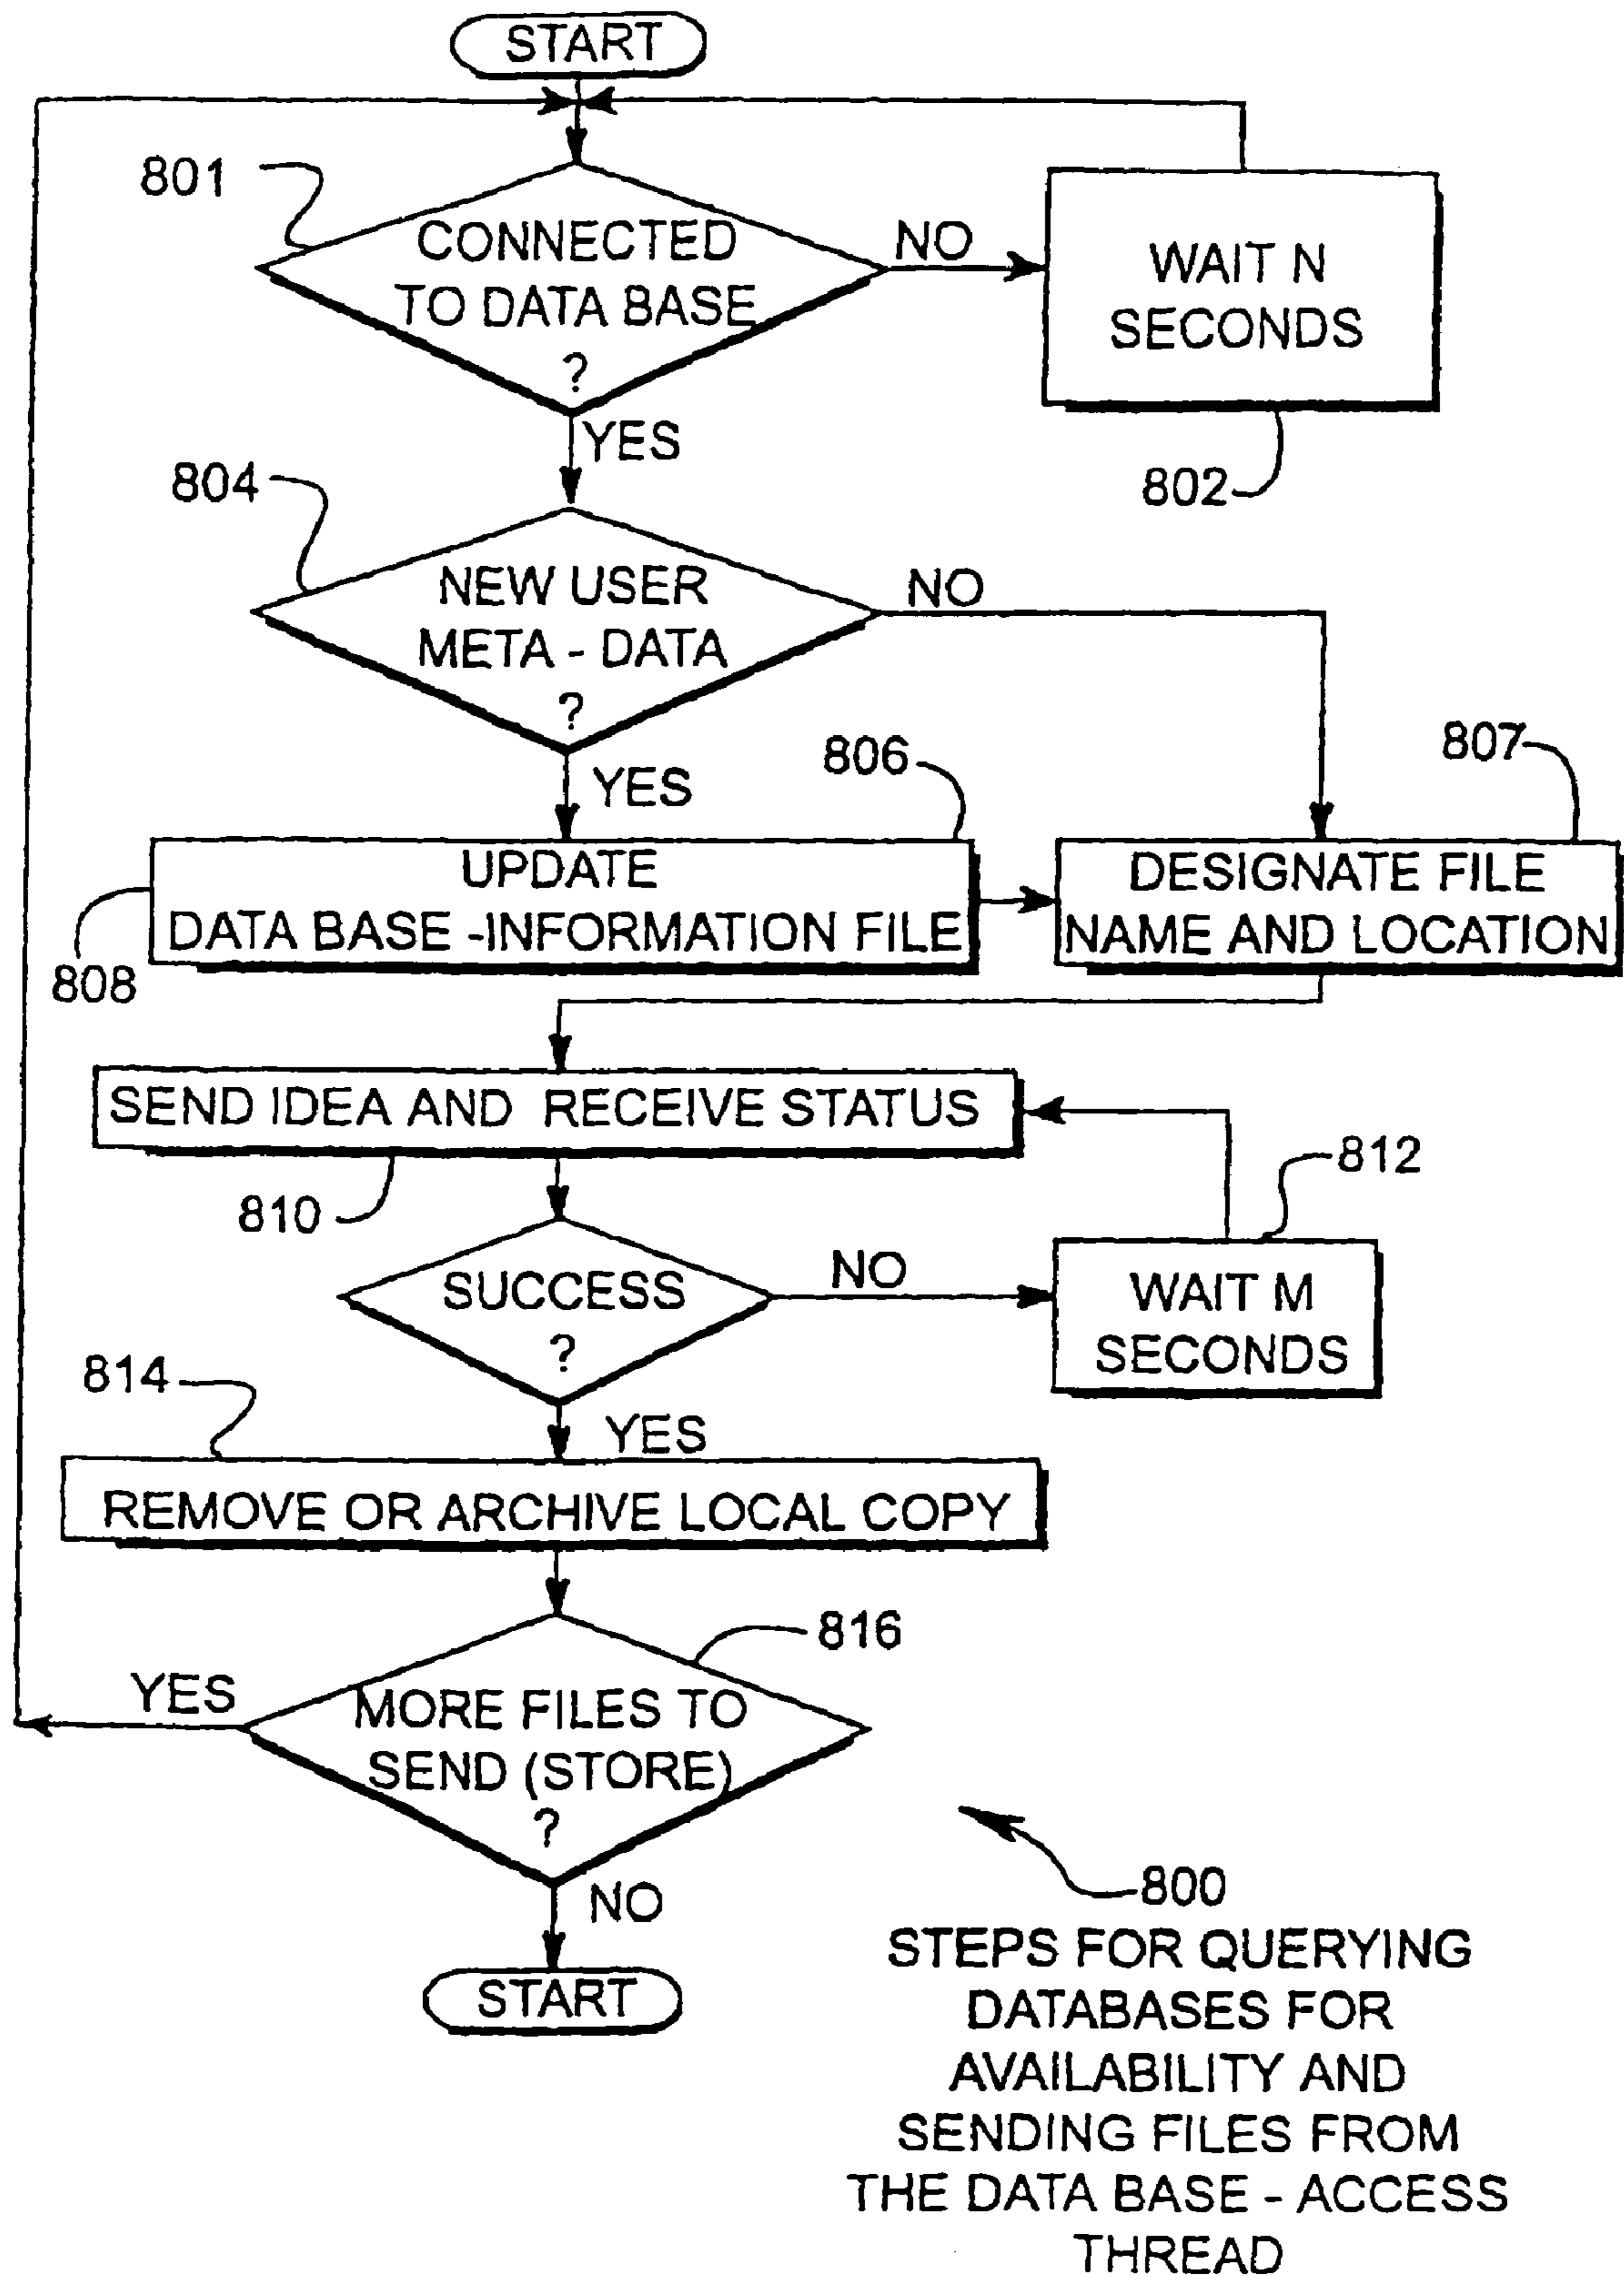 START
801
CONNECTED
TO DATA BASE
?
NO
WAIT N
SECONDS
802
YES
804
NEW USER
META - DATA
?
NO
YES
806
807
UPDATE
DATA BASE -INFORMATION FILE
808
DESIGNATE FILE
NAME AND LOCATION
SEND IDEA AND RECEIVE STATUS
810
812
SUCCESS
?
NO
WAIT M
SECONDS
814
YES
REMOVE OR ARCHIVE LOCAL COPY
816
YES
MORE FILES TO
SEND (STORE)
?
NO
START
800
STEPS FOR QUERYING
DATABASES FOR
AVAILABILITY AND
SENDING FILES FROM
THE DATA BASE - ACCESS
THREAD